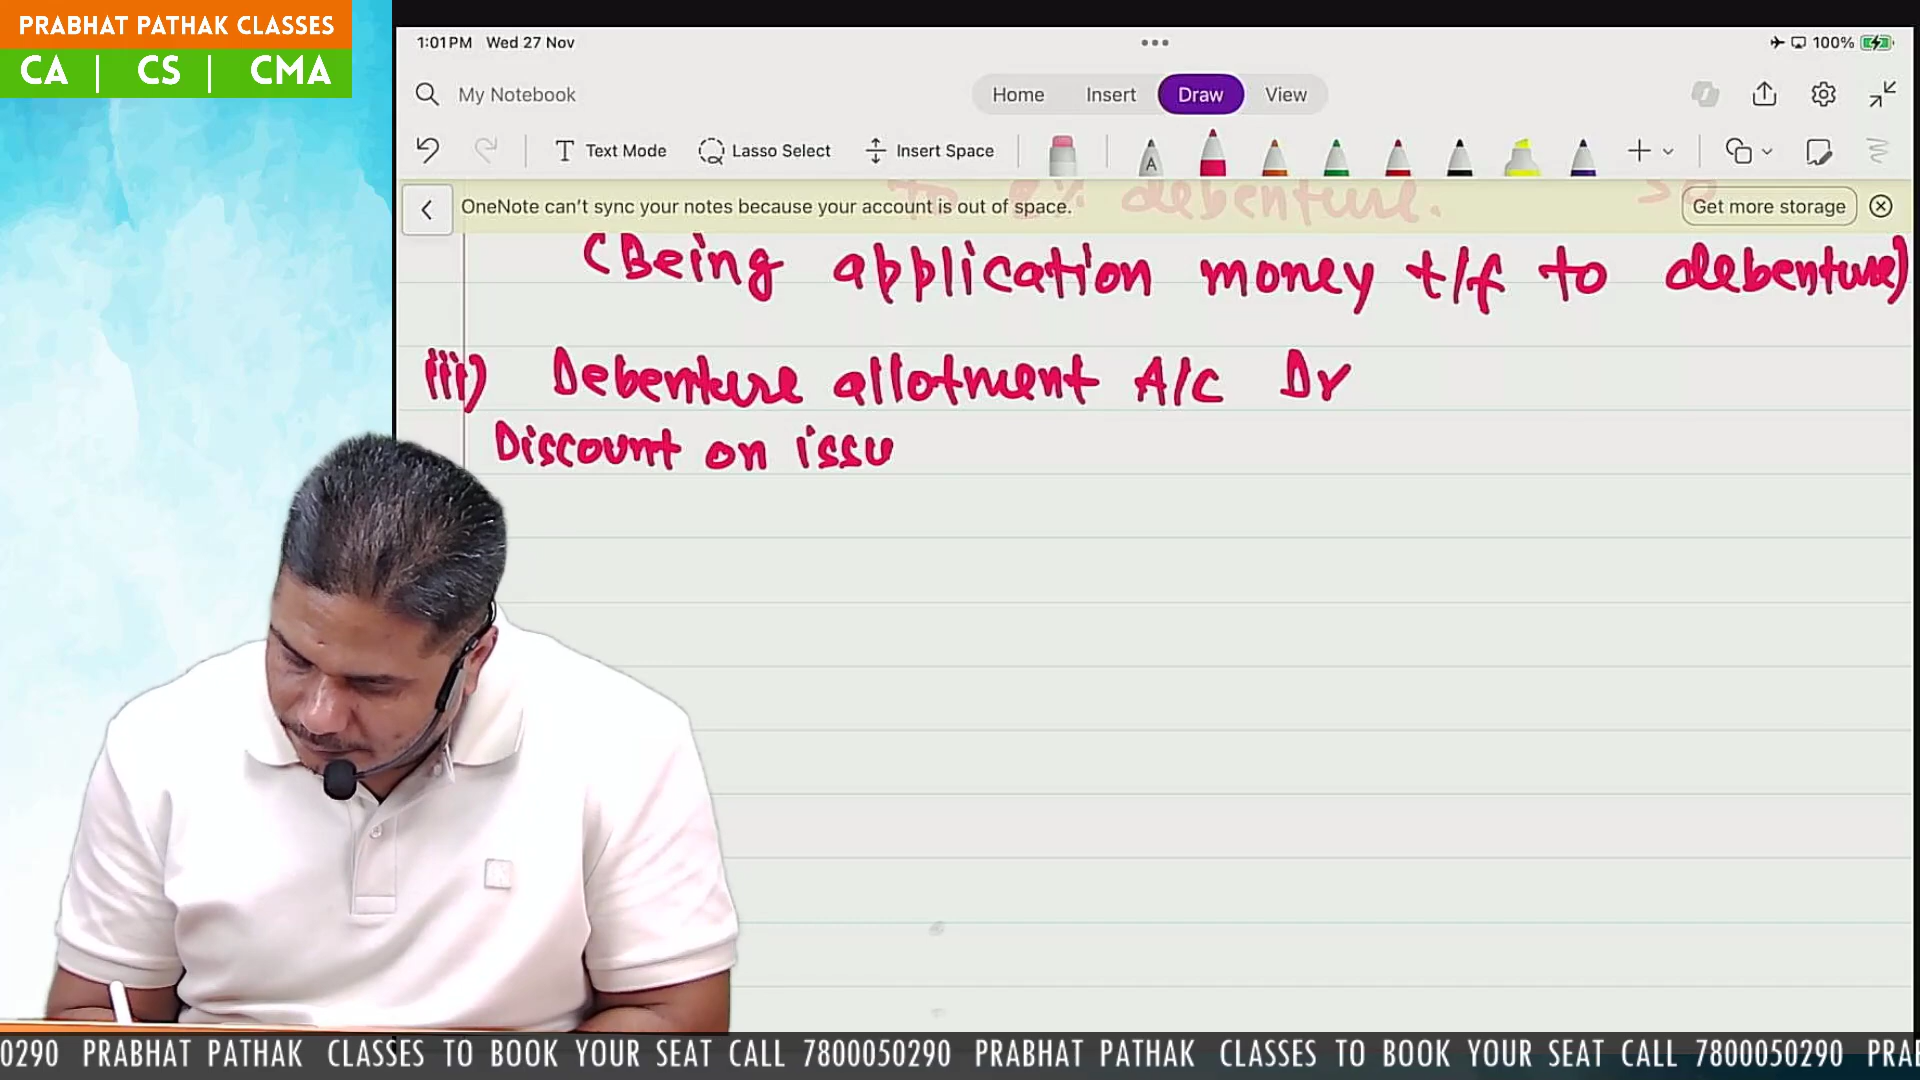 PRABHAT PATHAK CLASSES
CA | CS | CMA
1:01 PM Wed 27 Nov
100%
My Notebook
Home Insert Draw View
Text Mode Lasso Select Insert Space
A
to 8% debenture.
OneNote can't sync your notes because your account is out of space.
Get more storage
(Being application money t/f to debenture)
(iii) Debenture allotment A/c Dr
Discount on issu
0290 PRABHAT PATHAK CLASSES TO BOOK YOUR SEAT CALL 7800050290 PRABHAT PATHAK CLASSES TO BOOK YOUR SEAT CALL 7800050290 PRA